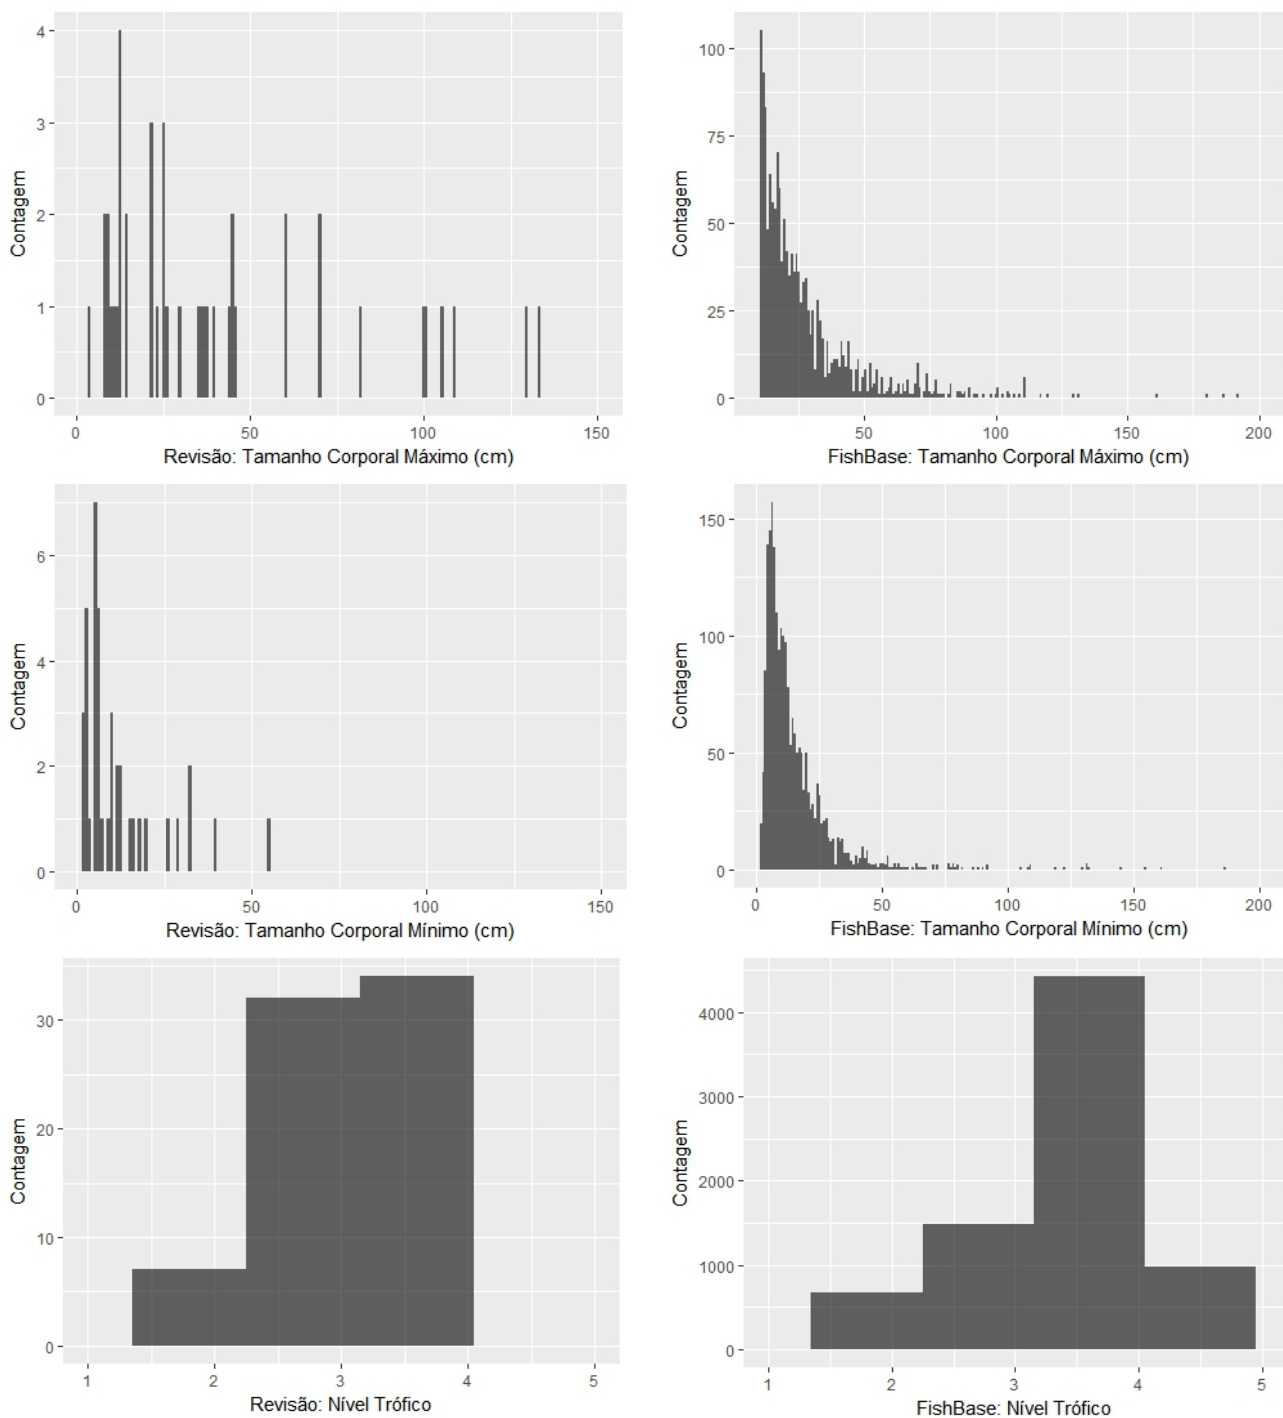 4
3
2
1
0
Contagem
0 50 100 150
Revisão: Tamanho Corporal Máximo (cm)
100
75
50
25
0
Contagem
50 100 150 200
FishBase: Tamanho Corporal Máximo (cm)
6
4
2
0
Contagem
0 50 100 150
Revisão: Tamanho Corporal Mínimo (cm)
150
100
50
0
Contagem
0 50 100 150 200
FishBase: Tamanho Corporal Mínimo (cm)
30
20
10
0
Contagem
1 2 3 4 5
Revisão: Nível Trófico
4000
3000
2000
1000
0
Contagem
1 2 3 4 5
FishBase: Nível Trófico